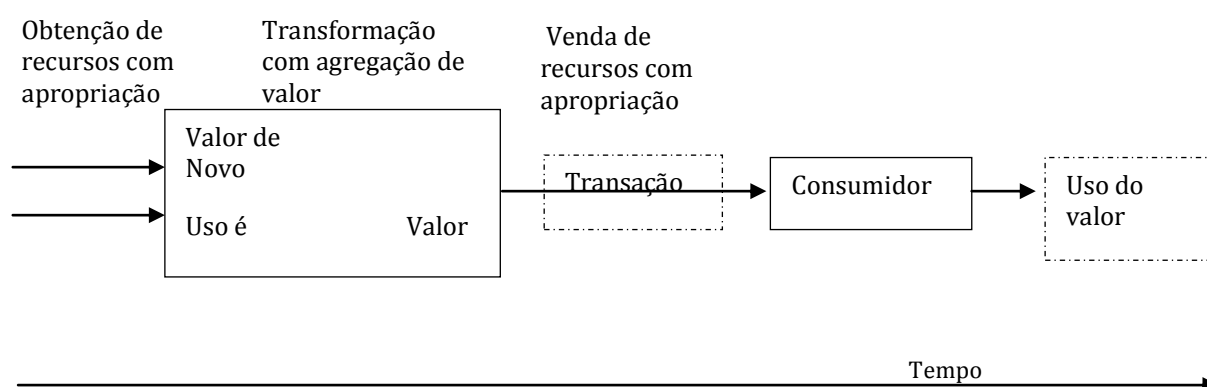 Obtenção de
recursos com
apropriação
Transformação
com agregação de
valor
Venda de
recursos com
apropriação
Valor de
Novo
Uso é Valor
Transação
Consumidor
Uso do
valor
Tempo